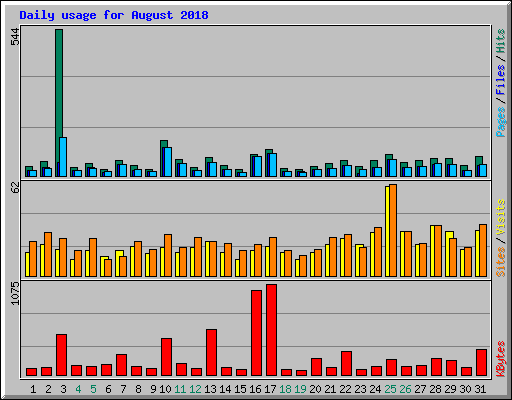 Daily usage for August 2018
544
Pages / Files / Hits
62
Sites / Visits
1075
KBytes
1 2 3 4 5 6 7 8 9 10 11 12 13 14 15 16 17 18 19 20 21 22 23 24 25 26 27 28 29 30 31